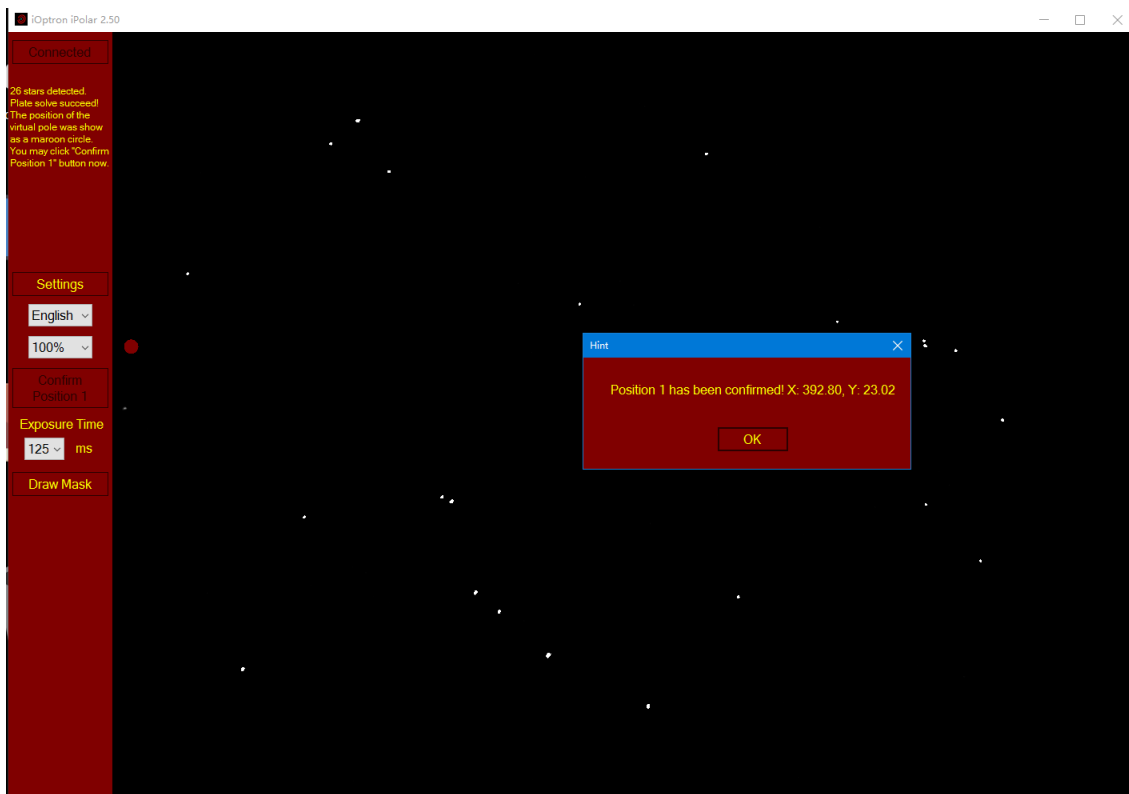 iOptron iPolar 2.50
Connected
26 stars detected.
Plate solve succeed!
The position of the
virtual pole was show
as a maroon circle.
You may click "Confirm
Position 1" button now.
Settings
English
100%
Confirm
Position 1
Exposure Time
125 ms
Draw Mask
Hint
Position 1 has been confirmed! X: 392.80, Y: 23.02
OK